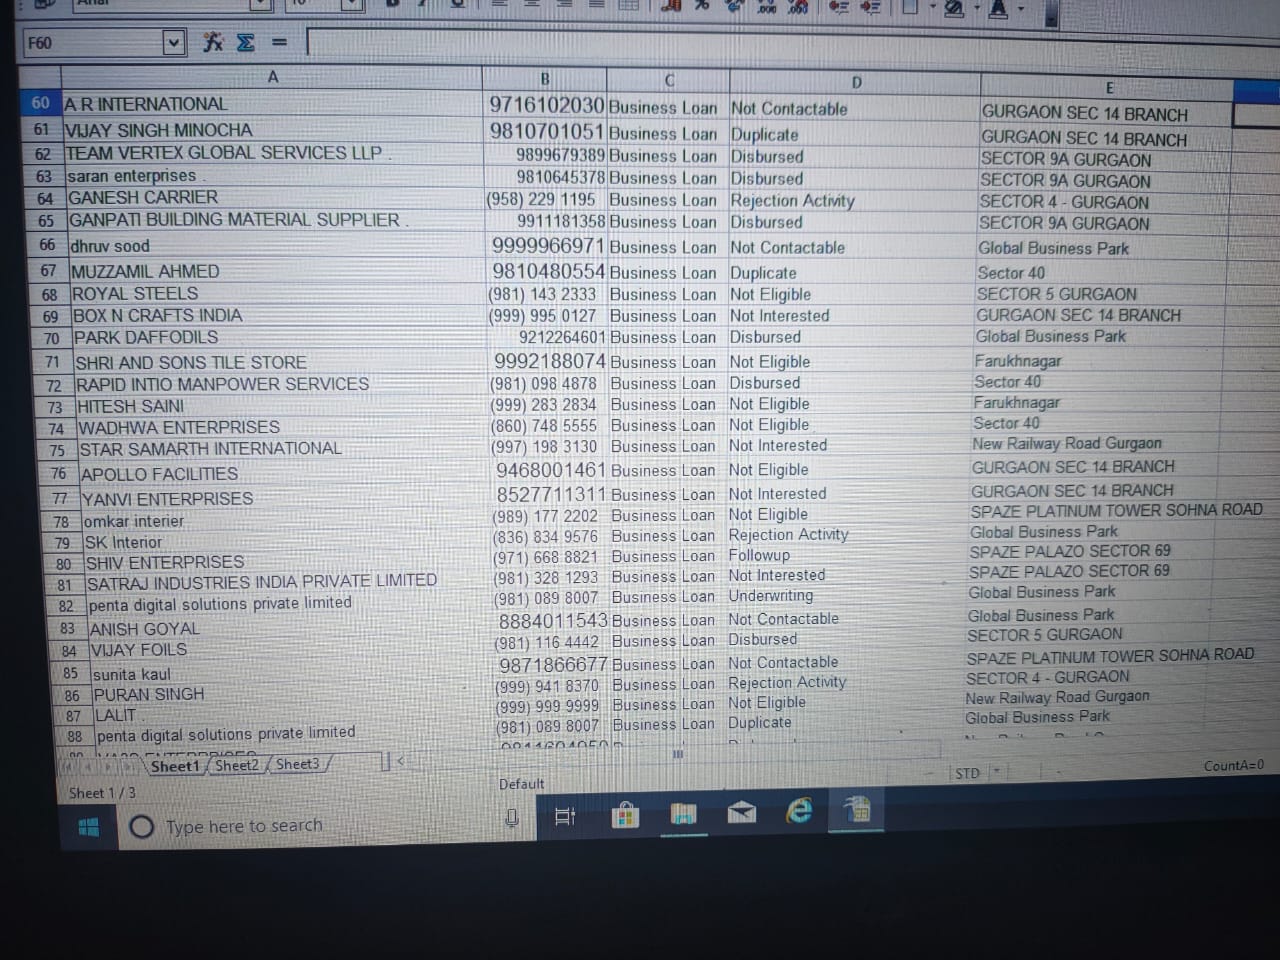 F60
A B C D E
60 A R INTERNATIONAL 9716102030 Business Loan Not Contactable GURGAON SEC 14 BRANCH
61 VIJAY SINGH MINOCHA 9810701051 Business Loan Duplicate GURGAON SEC 14 BRANCH
62 TEAM VERTEX GLOBAL SERVICES LLP . 9899679389 Business Loan Disbursed SECTOR 9A GURGAON
63 saran enterprises . 9810645378 Business Loan Disbursed SECTOR 9A GURGAON
64 GANESH CARRIER (958) 229 1195 Business Loan Rejection Activity SECTOR 4 - GURGAON
65 GANPATI BUILDING MATERIAL SUPPLIER . 9911181358 Business Loan Disbursed SECTOR 9A GURGAON
66 dhruv sood 9999966971 Business Loan Not Contactable Global Business Park
67 MUZZAMIL AHMED 9810480554 Business Loan Duplicate Sector 40
68 ROYAL STEELS (981) 143 2333 Business Loan Not Eligible SECTOR 5 GURGAON
69 BOX N CRAFTS INDIA (999) 995 0127 Business Loan Not Interested GURGAON SEC 14 BRANCH
70 PARK DAFFODILS 9212264601 Business Loan Disbursed Global Business Park
71 SHRI AND SONS TILE STORE 9992188074 Business Loan Not Eligible Farukhnagar
72 RAPID INTIO MANPOWER SERVICES (981) 098 4878 Business Loan Disbursed Sector 40
73 HITESH SAINI (999) 283 2834 Business Loan Not Eligible Farukhnagar
74 WADHWA ENTERPRISES (860) 748 5555 Business Loan Not Eligible Sector 40
75 STAR SAMARTH INTERNATIONAL (997) 198 3130 Business Loan Not Interested New Railway Road Gurgaon
76 APOLLO FACILITIES 9468001461 Business Loan Not Eligible GURGAON SEC 14 BRANCH
77 YANVI ENTERPRISES 8527711311 Business Loan Not Interested GURGAON SEC 14 BRANCH
78 omkar interier (989) 177 2202 Business Loan Not Eligible SPAZE PLATINUM TOWER SOHNA ROAD
79 SK Interior (836) 834 9576 Business Loan Rejection Activity Global Business Park
80 SHIV ENTERPRISES (971) 668 8821 Business Loan Followup SPAZE PALAZO SECTOR 69
81 SATRAJ INDUSTRIES INDIA PRIVATE LIMITED (981) 328 1293 Business Loan Not Interested SPAZE PALAZO SECTOR 69
82 penta digital solutions private limited (981) 089 8007 Business Loan Underwriting Global Business Park
83 ANISH GOYAL 8884011543 Business Loan Not Contactable Global Business Park
84 VIJAY FOILS (981) 116 4442 Business Loan Disbursed SECTOR 5 GURGAON
85 sunita kaul 9871866677 Business Loan Not Contactable SPAZE PLATINUM TOWER SOHNA ROAD
86 PURAN SINGH (999) 941 8370 Business Loan Rejection Activity SECTOR 4 - GURGAON
87 LALIT . (999) 999 9999 Business Loan Not Eligible New Railway Road Gurgaon
88 penta digital solutions private limited (981) 089 8007 Business Loan Duplicate Global Business Park
Sheet1 Sheet2 Sheet3
Sheet 1 / 3 Default STD * CountA=0
Type here to search